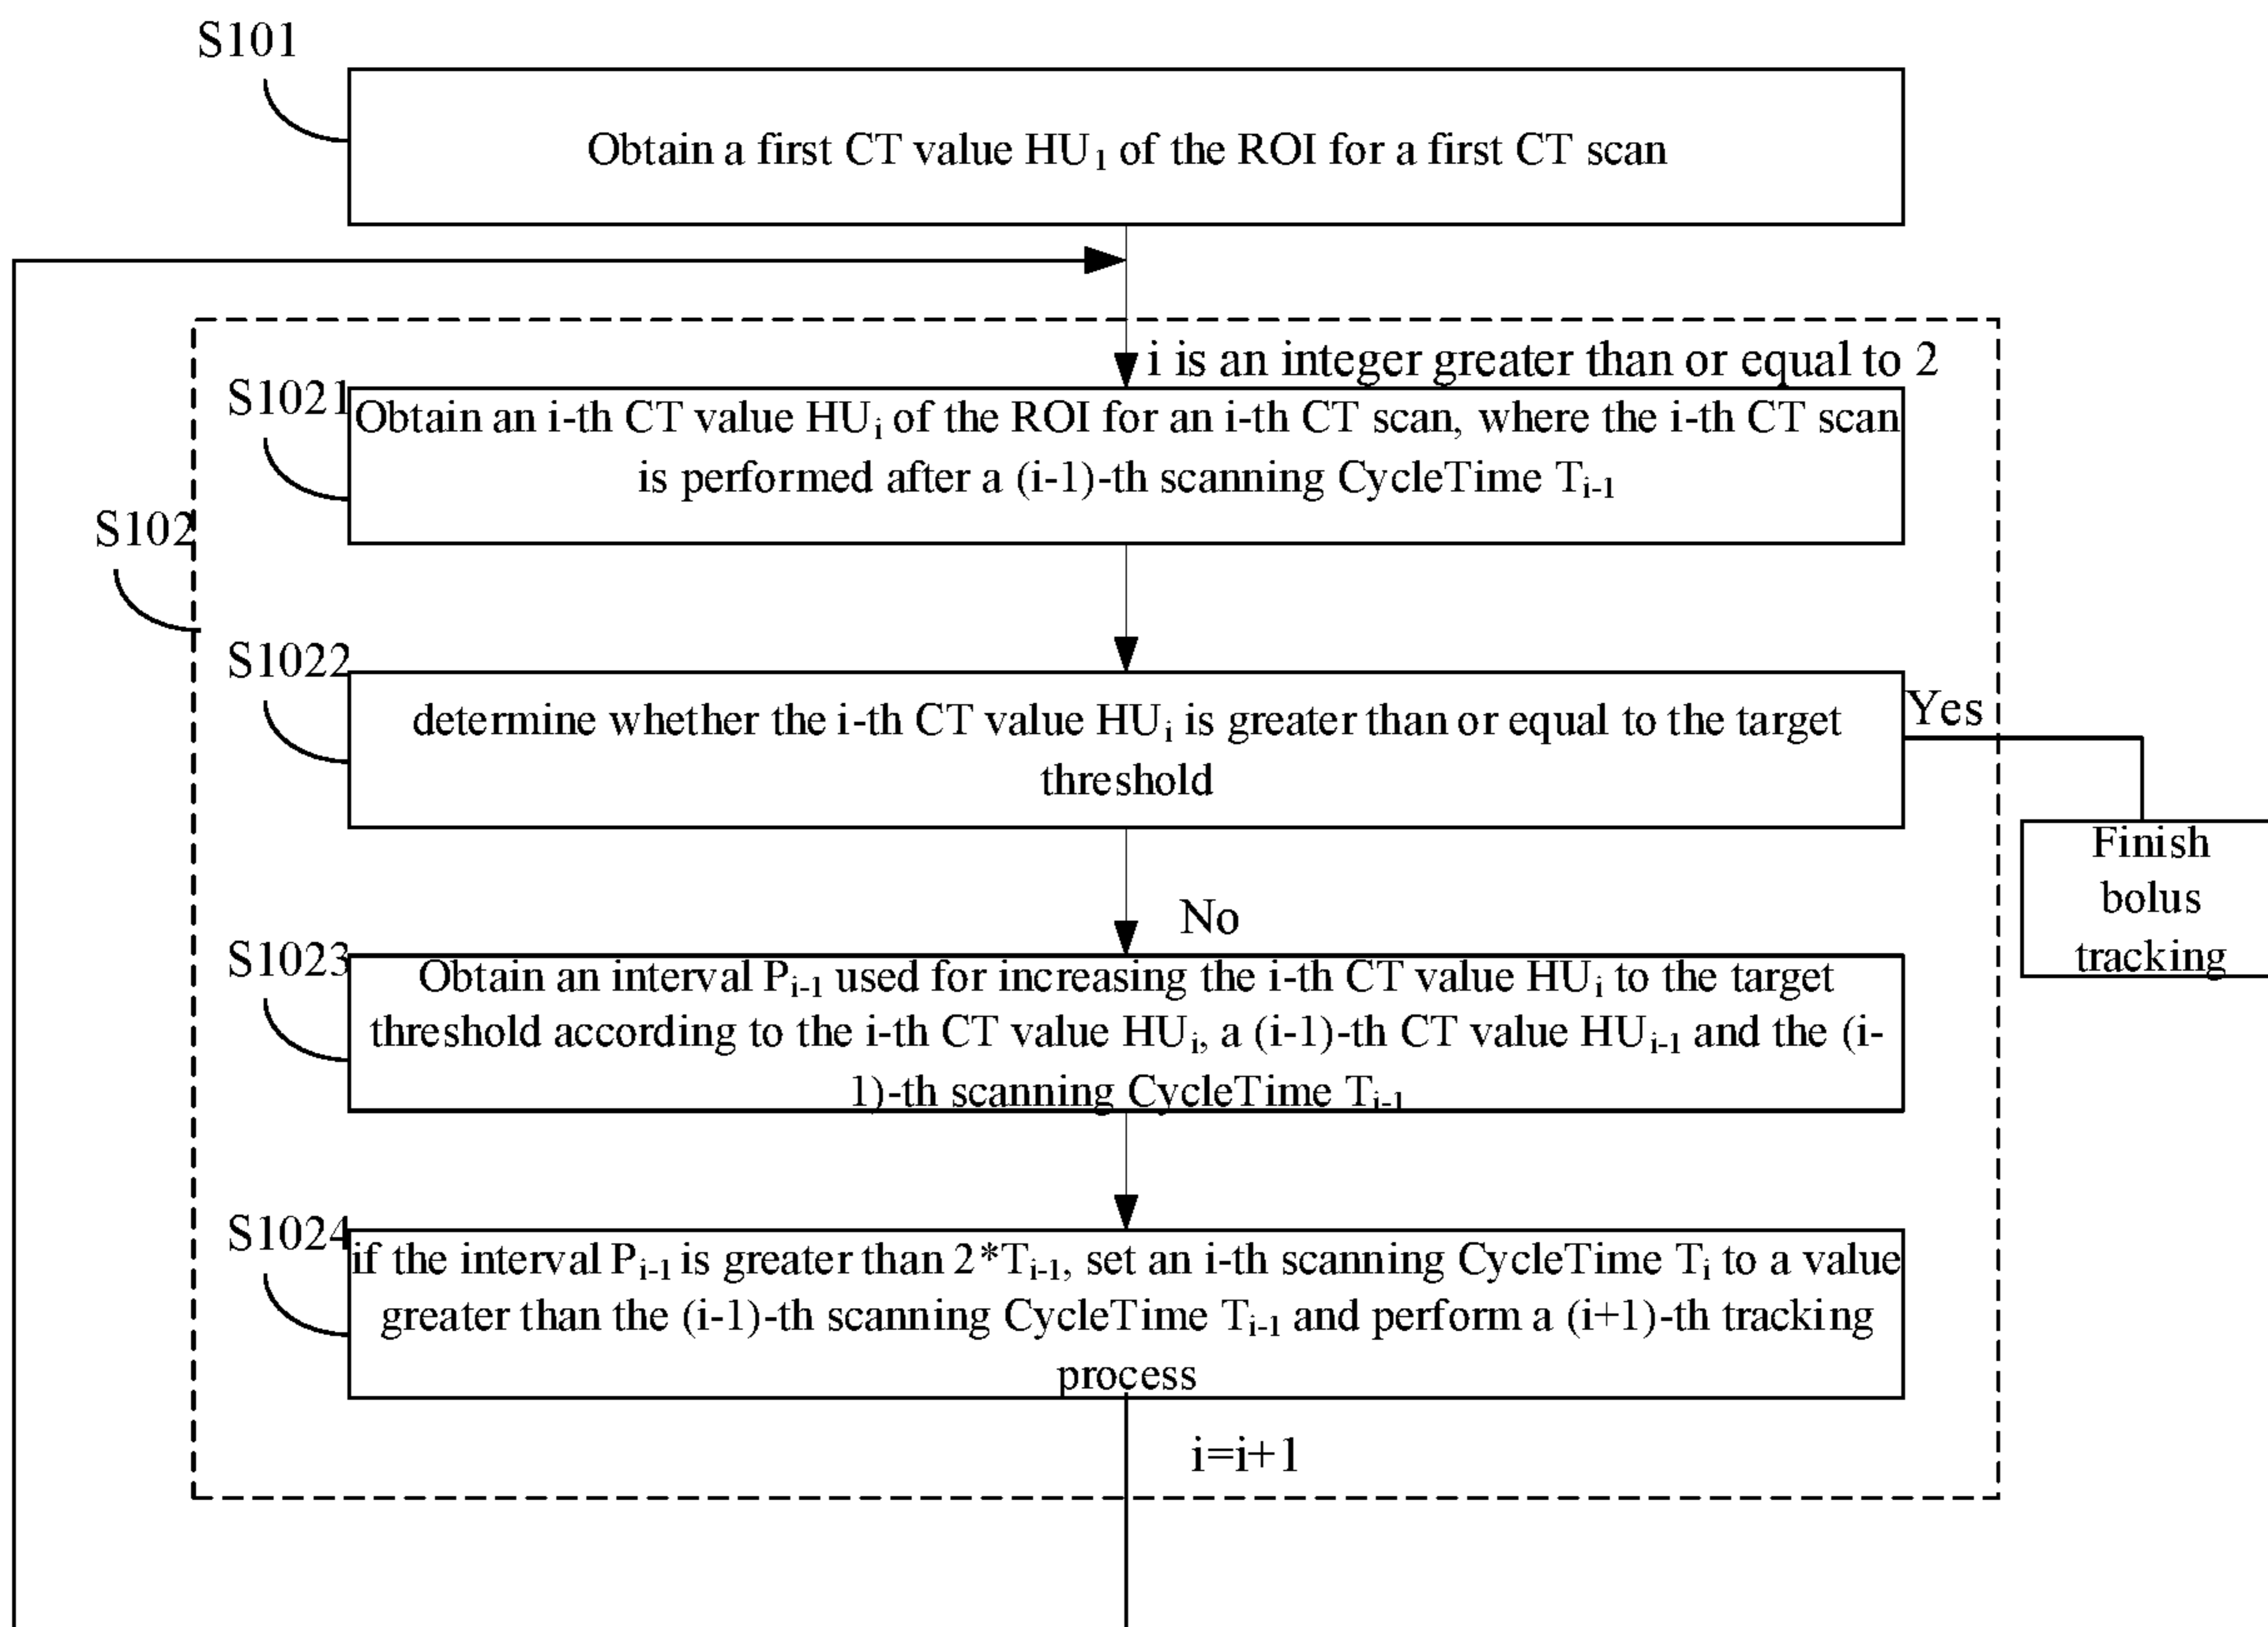 S101
Obtain a first CT value HU₁ of the ROI for a first CT scan
i is an integer greater than or equal to 2
S102
S1021
Obtain an i-th CT value HUᵢ of the ROI for an i-th CT scan, where the i-th CT scan
is performed after a (i-1)-th scanning CycleTime Tᵢ₋₁
S1022
determine whether the i-th CT value HUᵢ is greater than or equal to the target
threshold
Yes
Finish
bolus
tracking
No
S1023
Obtain an interval Pᵢ₋₁ used for increasing the i-th CT value HUᵢ to the target
threshold according to the i-th CT value HUᵢ, a (i-1)-th CT value HUᵢ₋₁ and the (i-
1)-th scanning CycleTime Tᵢ₋₁
S1024
if the interval Pᵢ₋₁ is greater than 2*Tᵢ₋₁, set an i-th scanning CycleTime Tᵢ to a value
greater than the (i-1)-th scanning CycleTime Tᵢ₋₁ and perform a (i+1)-th tracking
process
i=i+1